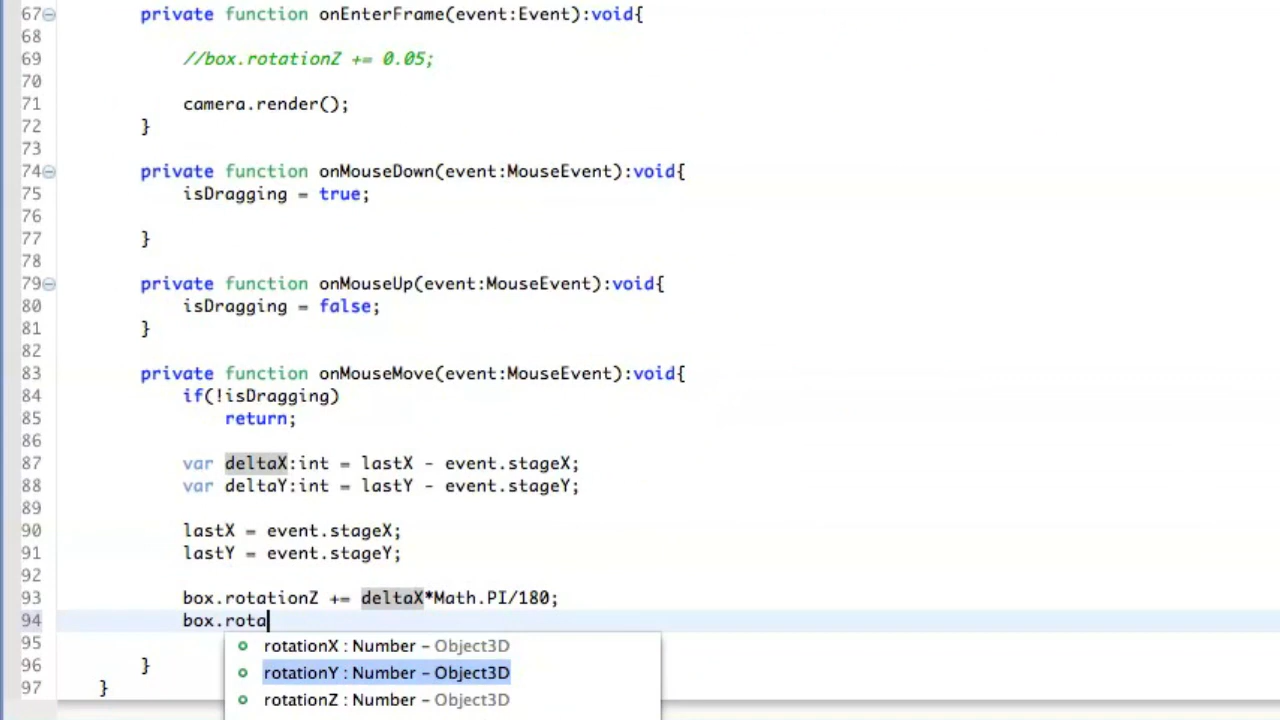 67 private function onEnterFrame(event:Event):void{
68
69 //box.rotationZ += 0.05;
70
71 camera.render();
72 }
73
74 private function onMouseDown(event:MouseEvent):void{
75 isDragging = true;
76
77 }
78
79 private function onMouseUp(event:MouseEvent):void{
80 isDragging = false;
81 }
82
83 private function onMouseMove(event:MouseEvent):void{
84 if(!isDragging)
85 return;
86
87 var deltaX:int = lastX - event.stageX;
88 var deltaY:int = lastY - event.stageY;
89
90 lastX = event.stageX;
91 lastY = event.stageY;
92
93 box.rotationZ += deltaX*Math.PI/180;
94 box.rota
95 rotationX : Number – Object3D
96 } rotationY : Number – Object3D
97 } rotationZ : Number – Object3D